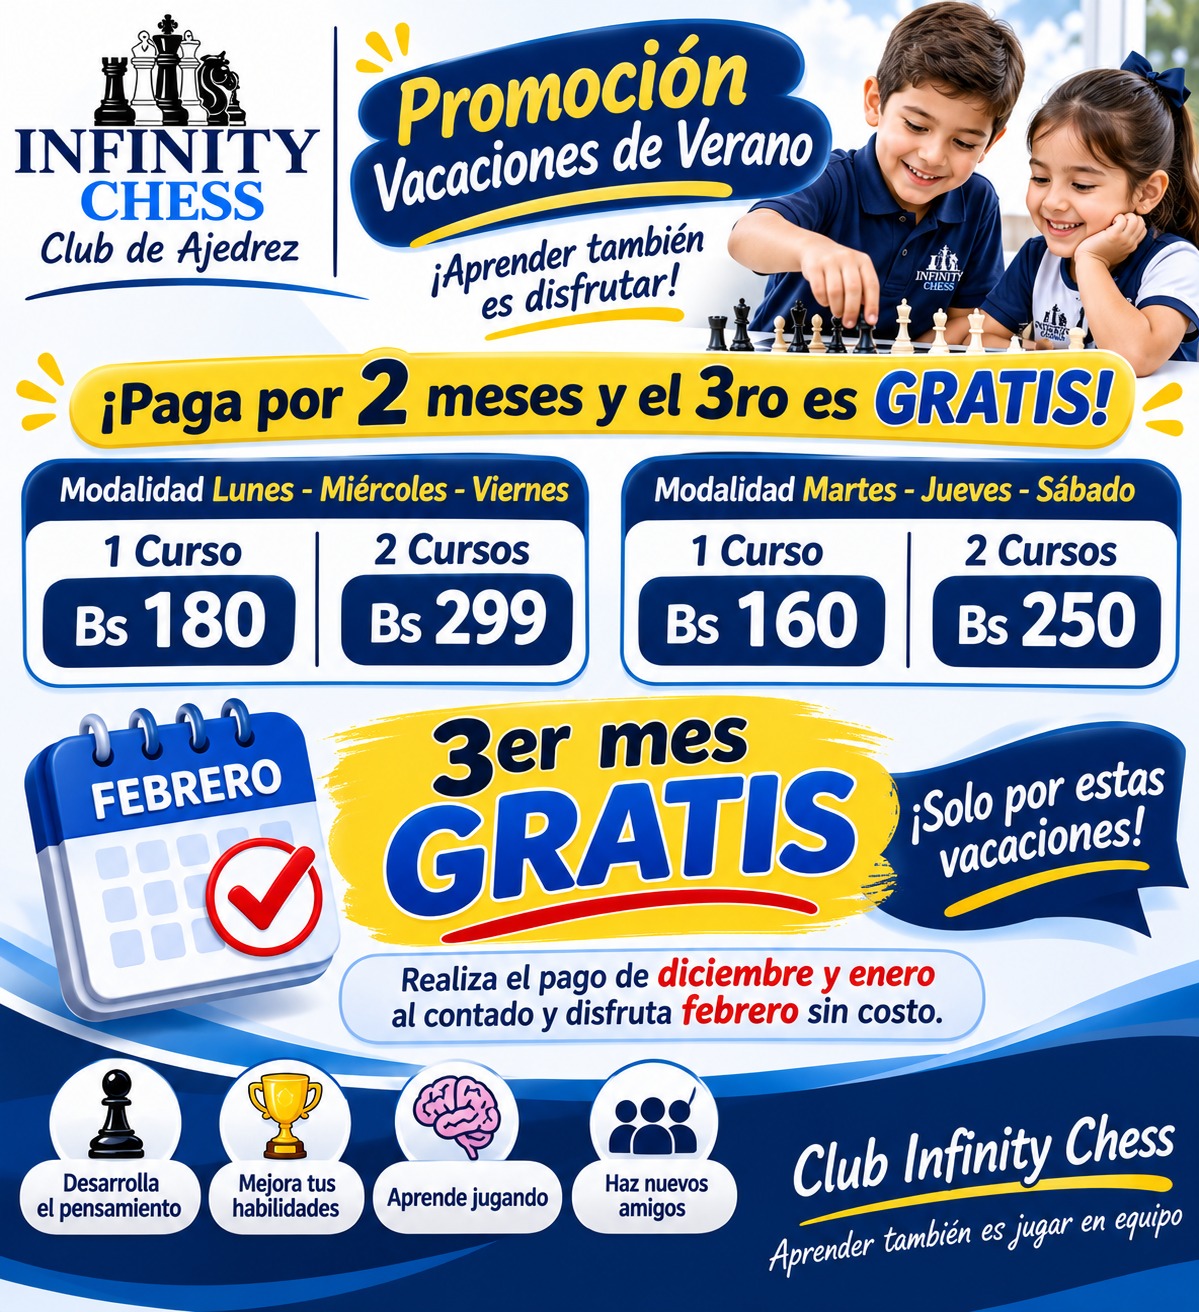 INFINITY
CHESS
Club de Ajedrez
Promoción
Vacaciones de Verano
¡Aprender también
es disfrutar!
INFINITY
CHESS
¡Paga por 2 meses y el 3ro es GRATIS!
Modalidad Lunes - Miércoles - Viernes
1 Curso
2 Cursos
Bs 180
Bs 299
Modalidad Martes - Jueves - Sábado
1 Curso
2 Cursos
Bs 160
Bs 250
FEBRERO
3er mes
GRATIS
¡Solo por estas
vacaciones!
Realiza el pago de diciembre y enero
al contado y disfruta febrero sin costo.
Desarrolla
el pensamiento
Mejora tus
habilidades
Aprende jugando
Haz nuevos
amigos
Club Infinity Chess
Aprender también es jugar en equipo